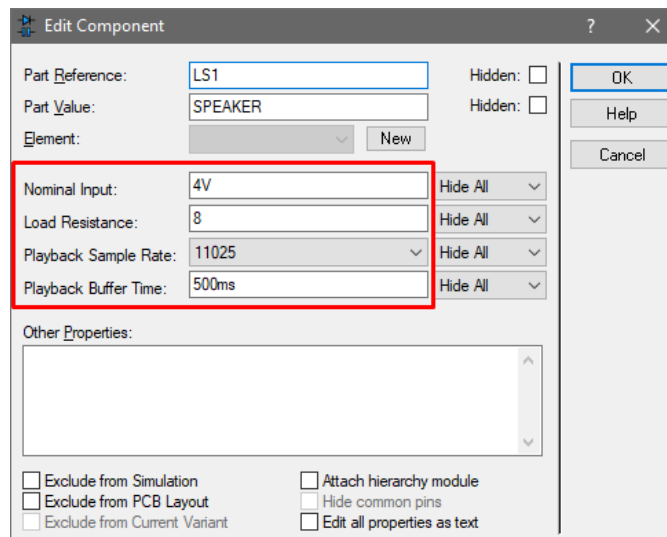 Edit Component ? X
Part Reference: LS1 Hidden: OK
Part Value: SPEAKER Hidden: Help
Element: New Cancel
Nominal Input: 4V Hide All
Load Resistance: 8 Hide All
Playback Sample Rate: 11025 Hide All
Playback Buffer Time: 500ms Hide All
Other Properties:
Exclude from Simulation Attach hierarchy module
Exclude from PCB Layout Hide common pins
Exclude from Current Variant Edit all properties as text